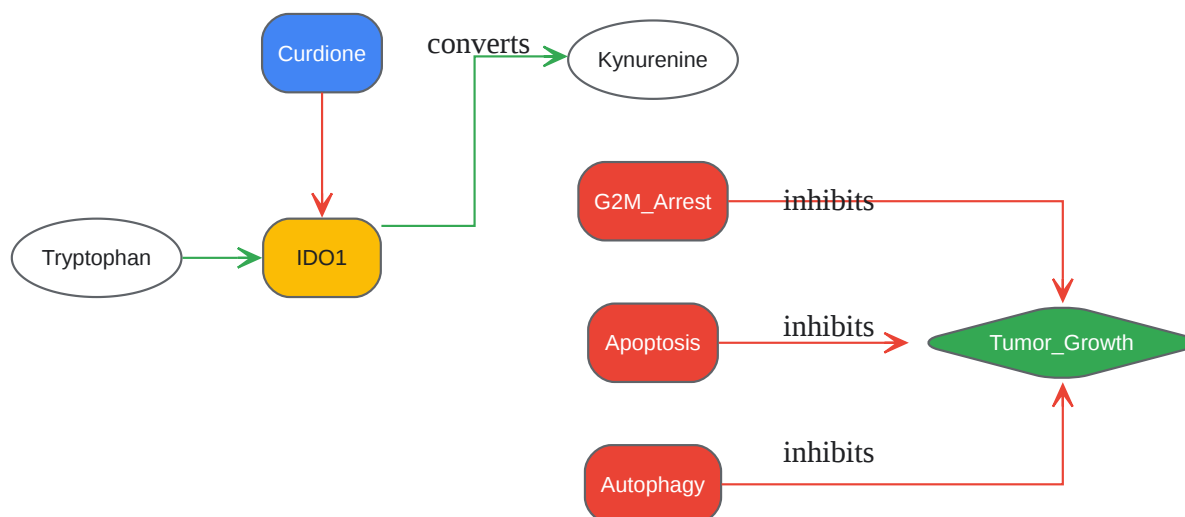 Curdione
converts
Kynurenine
G2M_Arrest
inhibits
Tryptophan
IDO1
Apoptosis
inhibits
Tumor_Growth
Autophagy
inhibits